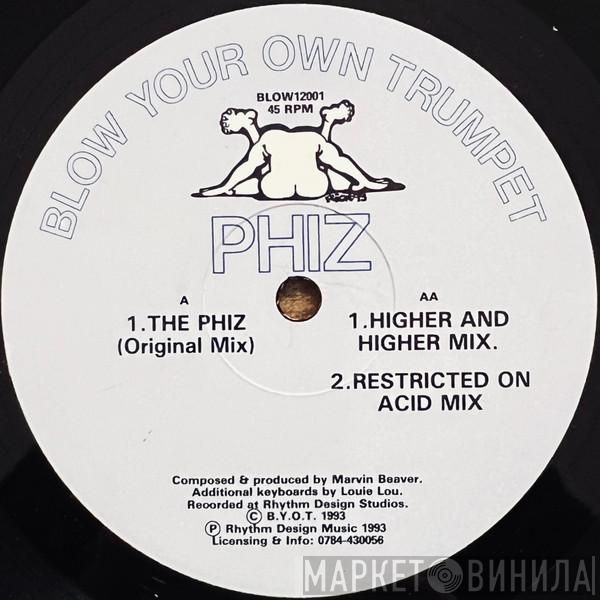 BLOW YOUR OWN TRUMPET
BLOW12001
45 RPM
PHIZ
A
1.THE PHIZ
(Original Mix)
AA
1.HIGHER AND
HIGHER MIX.
2.RESTRICTED ON
ACID MIX
Composed & produced by Marvin Beaver.
Additional keyboards by Louie Lou.
Recorded at Rhythm Design Studios.
© B.Y.O.T. 1993
℗ Rhythm Design Music 1993
Licensing & Info: 0784-430056
МАРКЕТ ВИНИЛА